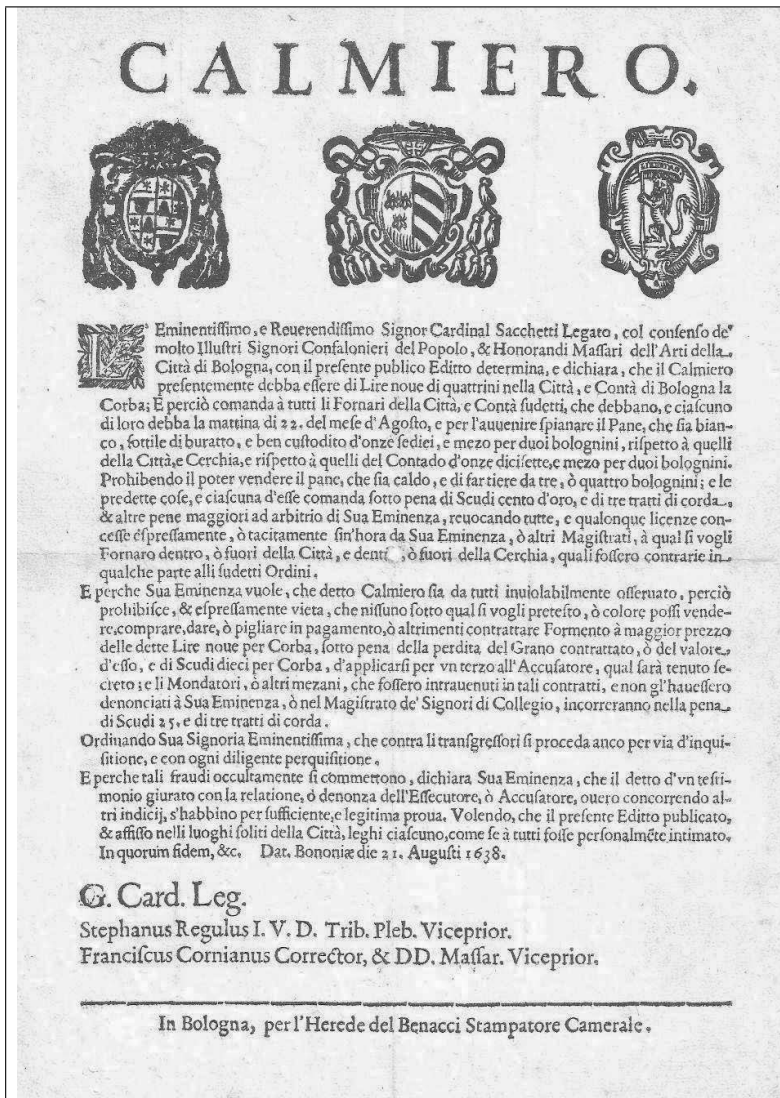 CALMIERO.
LIBERTAS
L'Eminentissimo, e Reuerendissimo Signor Cardinal Sacchetti Legato, col consenso de'
molto Illustri Signori Confalonieri del Popolo, & Honorandi Massari dell'Arti della
Città di Bologna, con il presente publico Editto determina, e dichiara, che il Calmiero
presentemente debba essere di Lire noue di quattrini nella Città, e Contà di Bologna la
Corba; E perciò comanda à tutti li Fornari della Città, e Contà sudetti, che debbano, e ciascuno
di loro debba la mattina di 22. del mese d'Agosto, e per l'auuenire spianare il Pane, che sia bian-
co, sottile di buratto, e ben custodito d'onze sedici, e mezo per duoi bolognini, rispetto à quelli
della Città, e Cerchia, e rispetto à quelli del Contado d'onze dicisette, e mezo per duoi bolognini.
Prohibendo il poter vendere il pane, che sia caldo, e di far tiere da tre, ò quattro bolognini; e le
predette cose, e ciascuna d'esse comanda sotto pena di Scudi cento d'oro, e di tre tratti di corda,
& altre pene maggiori ad arbitrio di Sua Eminenza, reuocando tutte, e qualonque licenze con-
cesse espressamente, ò tacitamente sin'hora da Sua Eminenza, ò altri Magistrati, à qual si vogli
Fornaro dentro, ò fuori della Città, e denti , ò fuori della Cerchia, quali fossero contrarie in
qualche parte alli sudetti Ordini.
E perche Sua Eminenza vuole, che detto Calmiero sia da tutti inuiolabilmente osseruato, perciò
prohibisce, & espressamente vieta, che nissuno sotto qual si vogli pretesto, ò colore possi vende-
re, comprare, dare, ò pigliare in pagamento, ò altrimenti contrattare Formento à maggior prezzo
delle dette Lire noue per Corba, sotto pena della perdita del Grano contrattato, ò del valore
d'esso, e di Scudi dieci per Corba, d'applicarsi per vn terzo all'Accusatore, qual sarà tenuto se-
creto; e li Mondatori, ò altri mezani, che fossero intrauenuti in tali contratti, e non gl'hauessero
denonciati à Sua Eminenza, ò nel Magistrato de' Signori di Collegio, incorreranno nella pena
di Scudi 25, e di tre tratti di corda.
Ordinando Sua Signoria Eminentissima, che contra li transgressori si proceda anco per via d'inqui-
sitione, e con ogni diligente perquisitione.
E perche tali fraudi occultamente si commettono, dichiara Sua Eminenza, che il detto d'vn testi-
monio giurato con la relatione, ò denonza dell'Essecutore, ò Accusatore, ouero concorrendo al-
tri indicij, s'habbino per sufficiente, e legitima proua. Volendo, che il presente Editto publicato,
& affisso nelli luoghi soliti della Città, leghi ciascuno, come se à tutti fosse personalmẽte intimato.
In quorum fidem, &c. Dat. Bononiæ die 21. Augusti 1638.
G. Card. Leg.
Stephanus Regulus I. V. D. Trib. Pleb. Viceprior.
Franciscus Cornianus Corrector, & DD. Massar. Viceprior.
In Bologna, per l'Herede del Benacci Stampatore Camerale.